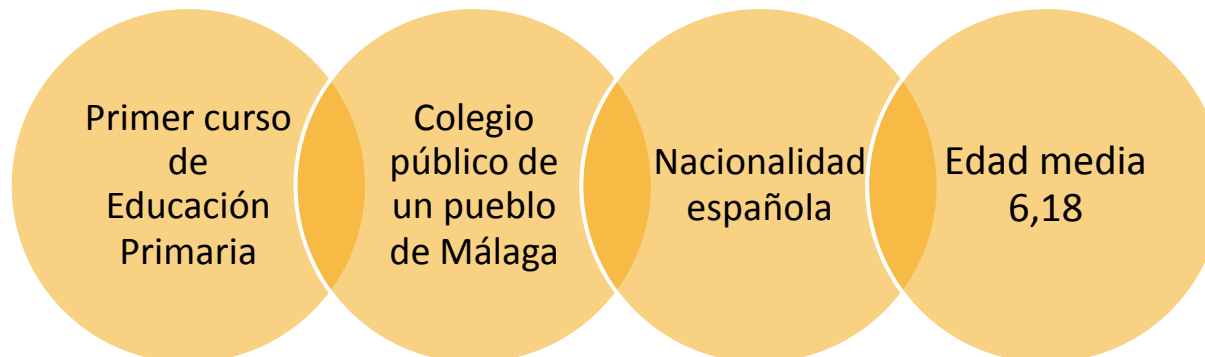 Primer curso
de
Educación
Primaria
Colegio
público de
un pueblo
de Málaga
Nacionalidad
española
Edad media
6,18